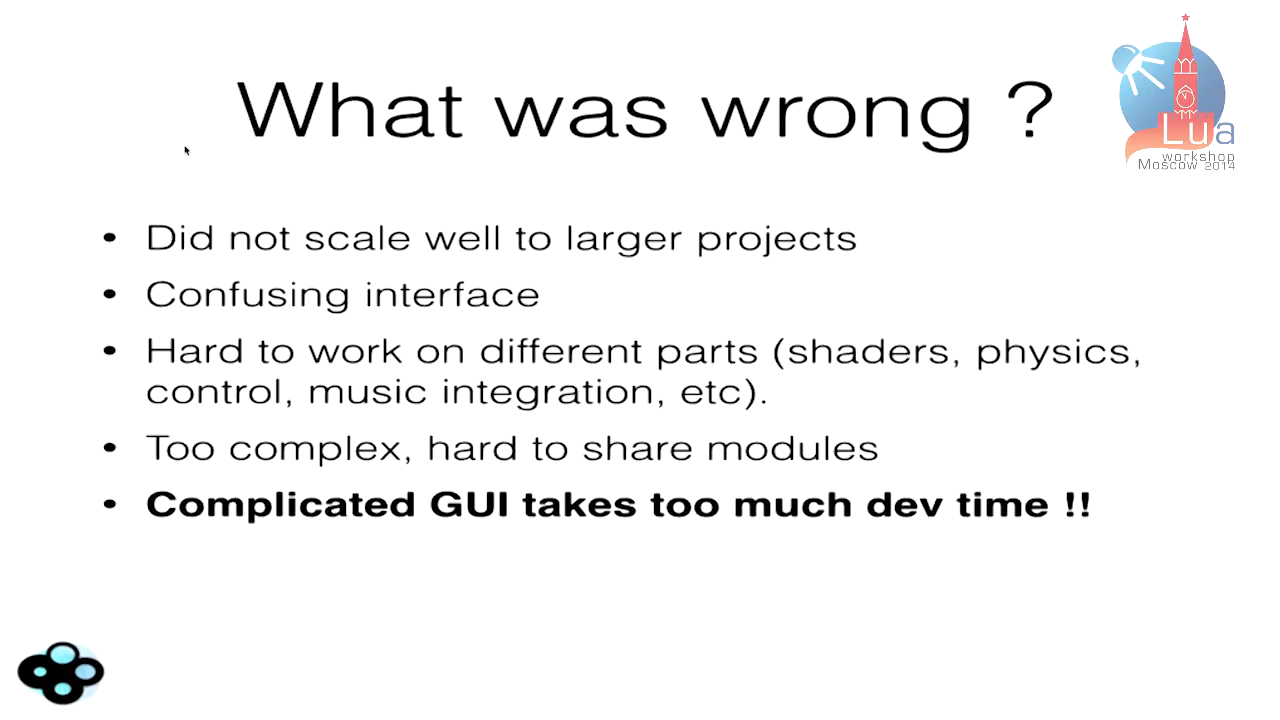 What was wrong ?
Lua
workshop
Moscow 2014
• Did not scale well to larger projects
• Confusing interface
• Hard to work on different parts (shaders, physics,
control, music integration, etc).
• Too complex, hard to share modules
• Complicated GUI takes too much dev time !!